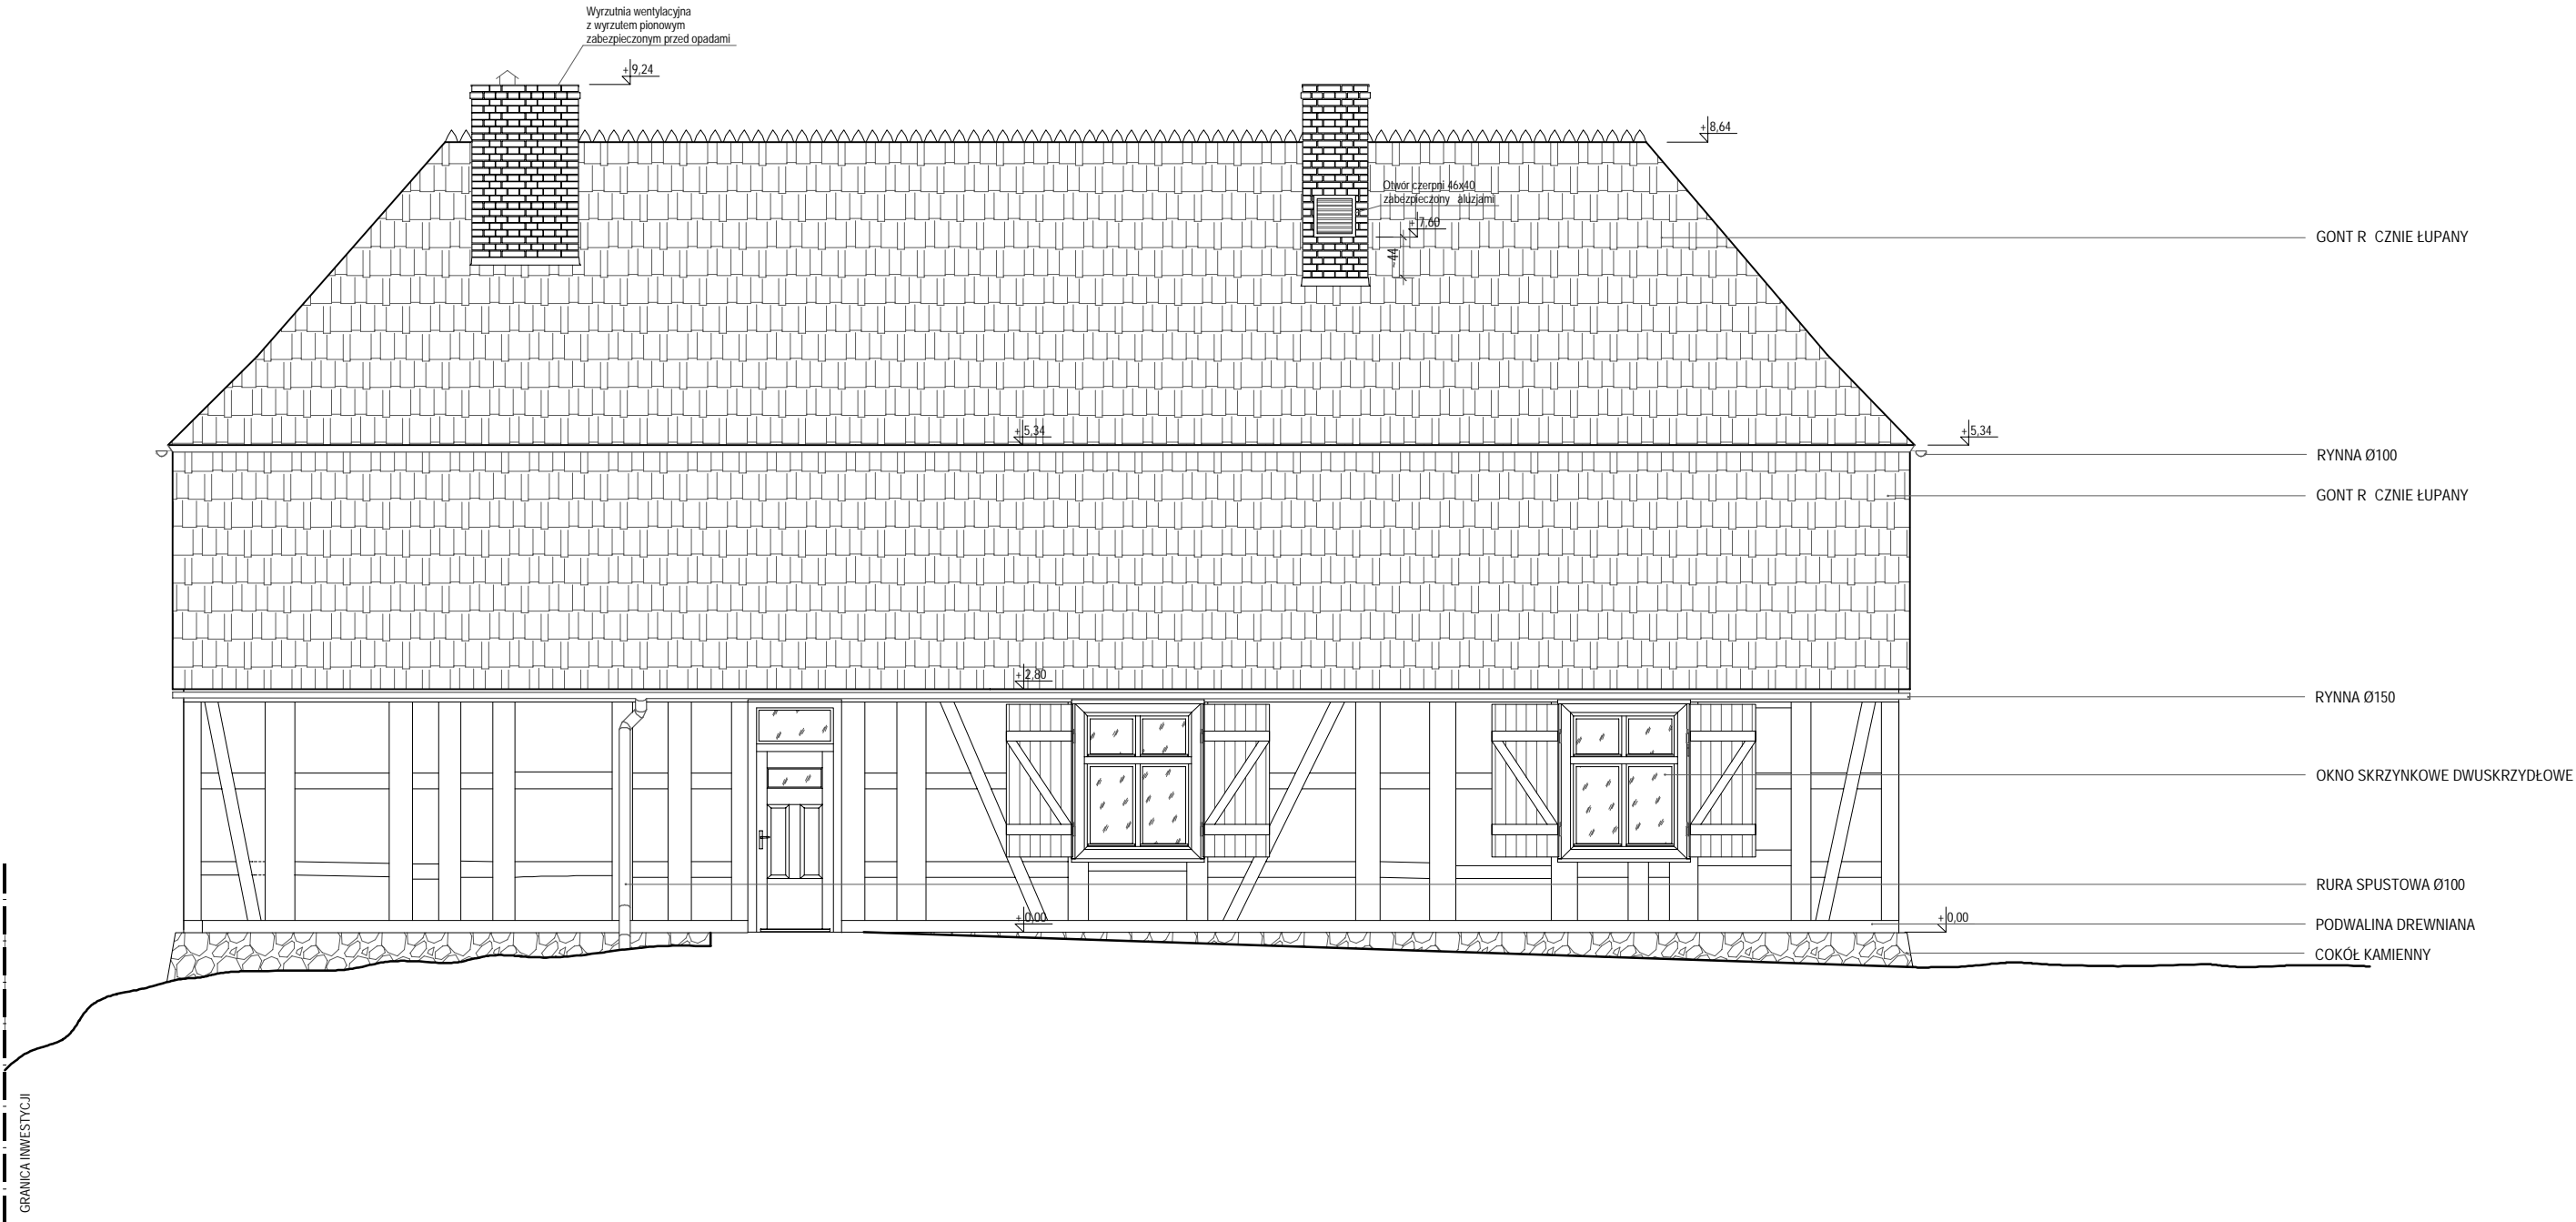 Wyrzutnia wentylacyjna
z wyrzutem pionowym
zabezpieczonym przed opadami
+9,24
+8,64
Otwór czerpni 46x40
zabezpieczony aluzjami
+7,60
~44
GONT R CZNIE ŁUPANY
+5,34
+5,34
RYNNA Ø100
GONT R CZNIE ŁUPANY
+2,80
RYNNA Ø150
OKNO SKRZYNKOWE DWUSKRZYDŁOWE
RURA SPUSTOWA Ø100
+0,00
+0,00
PODWALINA DREWNIANA
COKÓŁ KAMIENNY
GRANICA INWESTYCJI